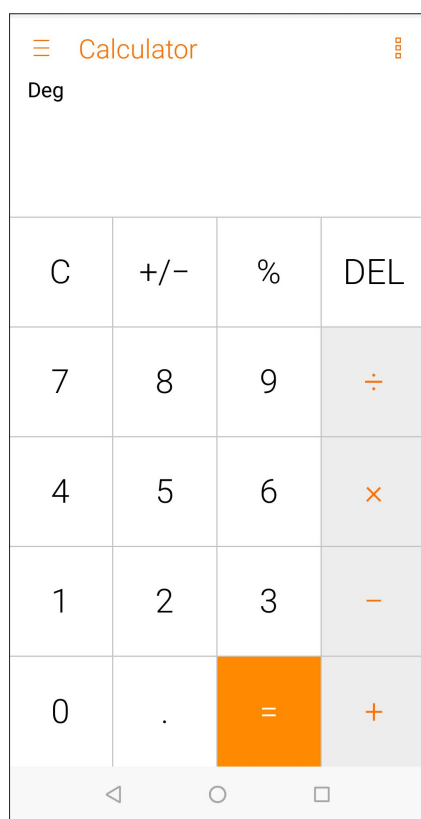 Calculator
Deg
C +/− % DEL
7 8 9 ÷
4 5 6 ×
1 2 3 −
0 . = +